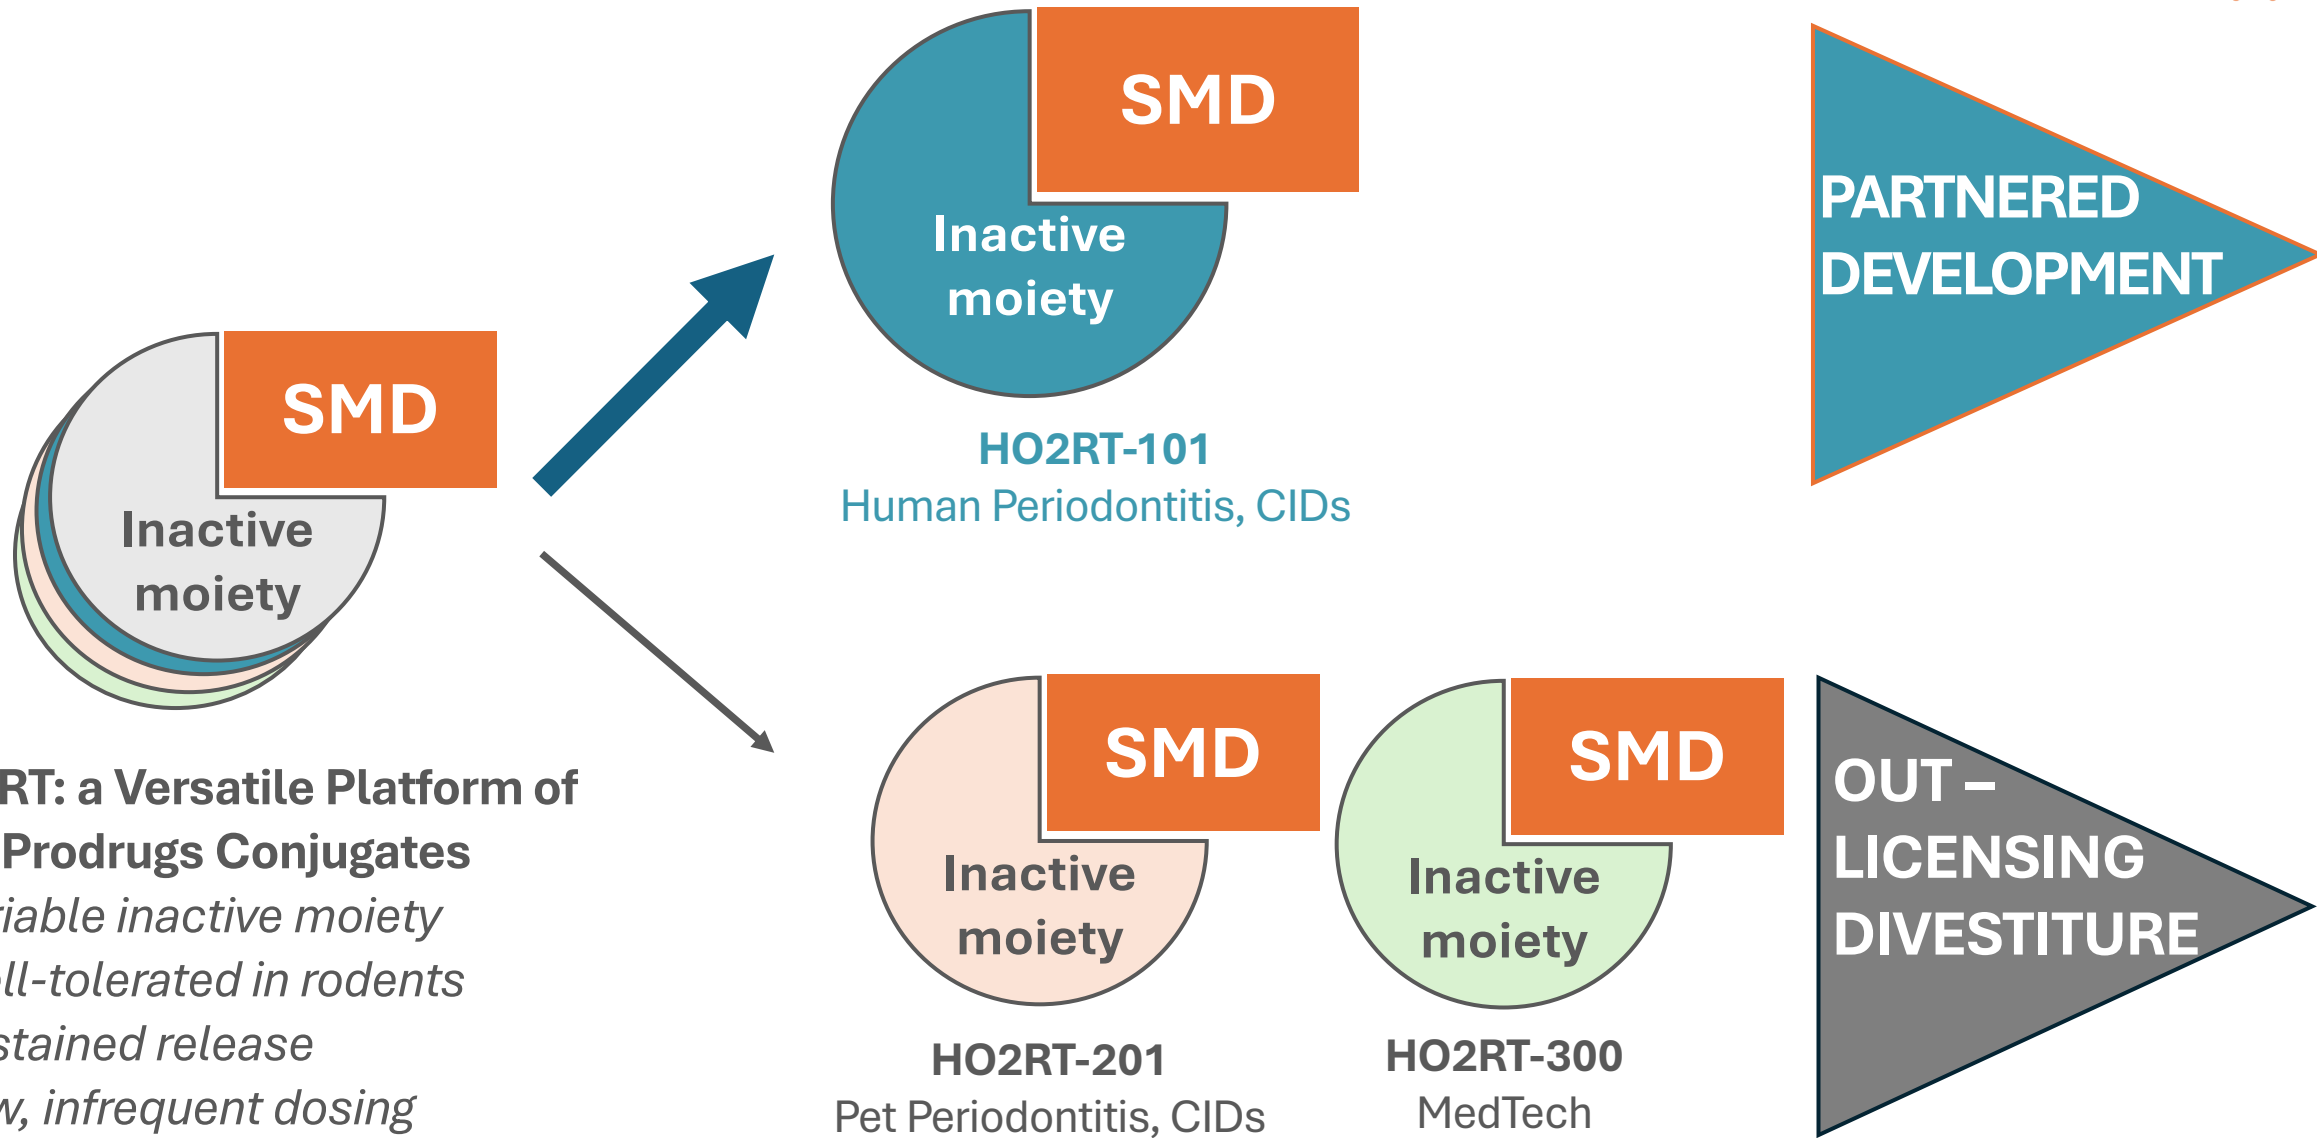 SMD
Inactive
moiety
RT: a Versatile Platform of
Prodrugs Conjugates
riable inactive moiety
ll-tolerated in rodents
stained release
w, infrequent dosing
SMD
Inactive
moiety
HO2RT-101
Human Periodontitis, CIDs
PARTNERED
DEVELOPMENT
SMD
Inactive
moiety
HO2RT-201
Pet Periodontitis, CIDs
SMD
Inactive
moiety
HO2RT-300
MedTech
OUT –
LICENSING
DIVESTITURE